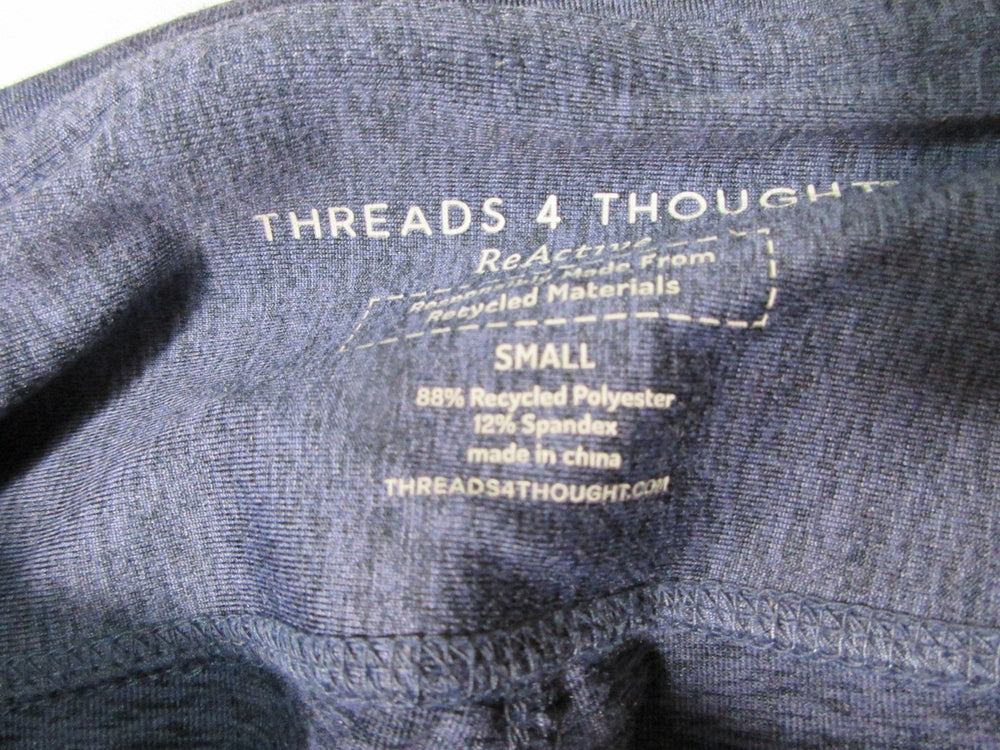 THREADS 4 THOUGHT
ReActive
Responsibly Made From
Recycled Materials
SMALL
88% Recycled Polyester
12% Spandex
made in china
THREADS4THOUGHT.COM